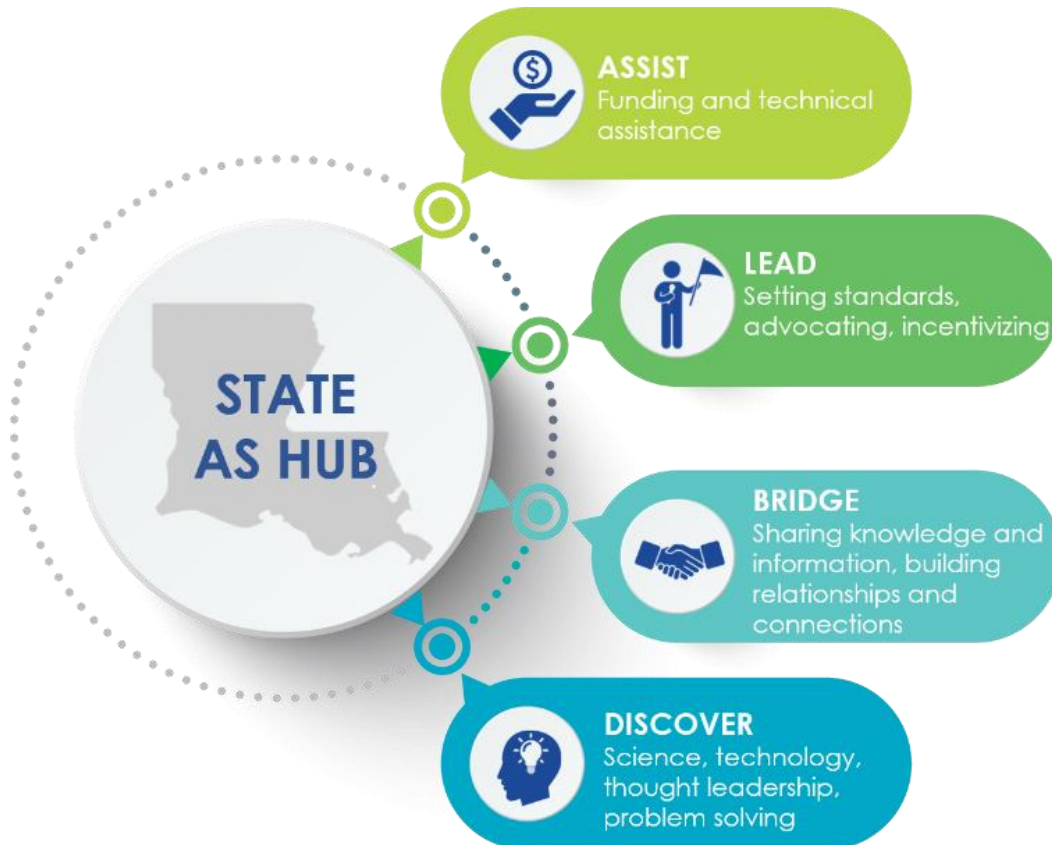 ASSIST
Funding and technical
assistance
LEAD
Setting standards,
advocating, incentivizing
STATE
AS HUB
BRIDGE
Sharing knowledge and
information, building
relationships and
connections
DISCOVER
Science, technology,
thought leadership,
problem solving
$